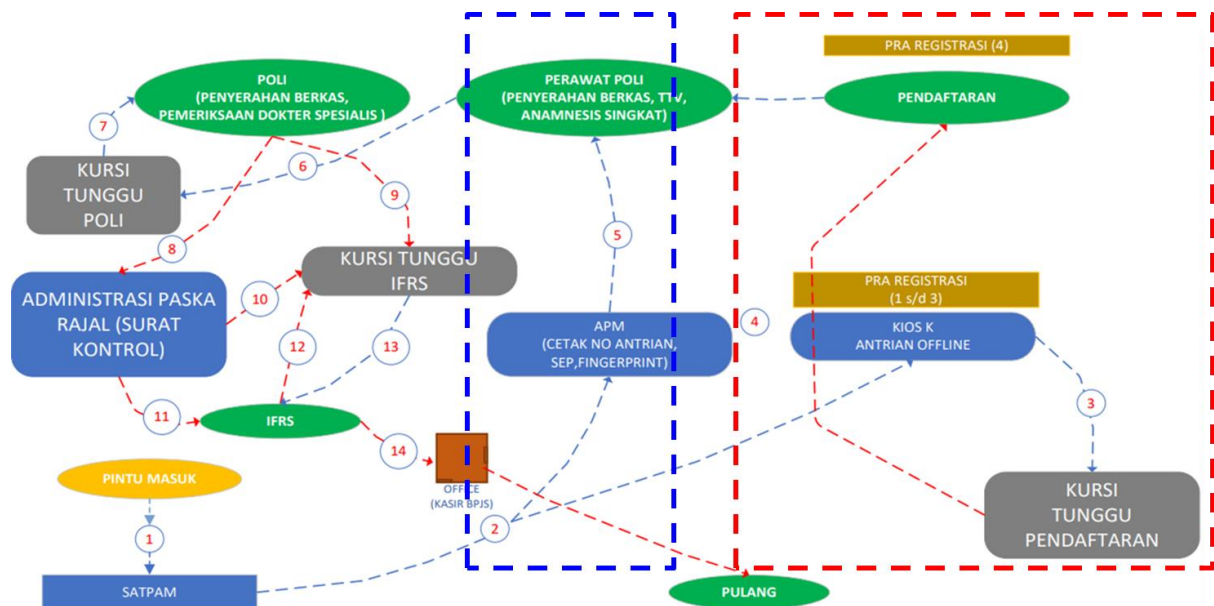 PRA REGISTRASI (4)
POLI
(PENYERAHAN BERKAS,
PEMERIKSAAN DOKTER SPESIALIS )
PERAWAT POLI
(PENYERAHAN BERKAS, TTV,
ANAMNESIS SINGKAT)
PENDAFTARAN
7
6
KURSI
TUNGGU
POLI
9
5
8
KURSI TUNGGU
IFRS
ADMINISTRASI PASKA
RAJAL (SURAT
KONTROL)
10
PRA REGISTRASI
(1 s/d 3)
12
13
APM
(CETAK NO ANTRIAN,
SEP,FINGERPRINT)
4
KIOS K
ANTRIAN OFFLINE
11
IFRS
3
14
PINTU MASUK
OFFICE
(KASIR BPJS)
KURSI
TUNGGU
PENDAFTARAN
1
2
SATPAM
PULANG